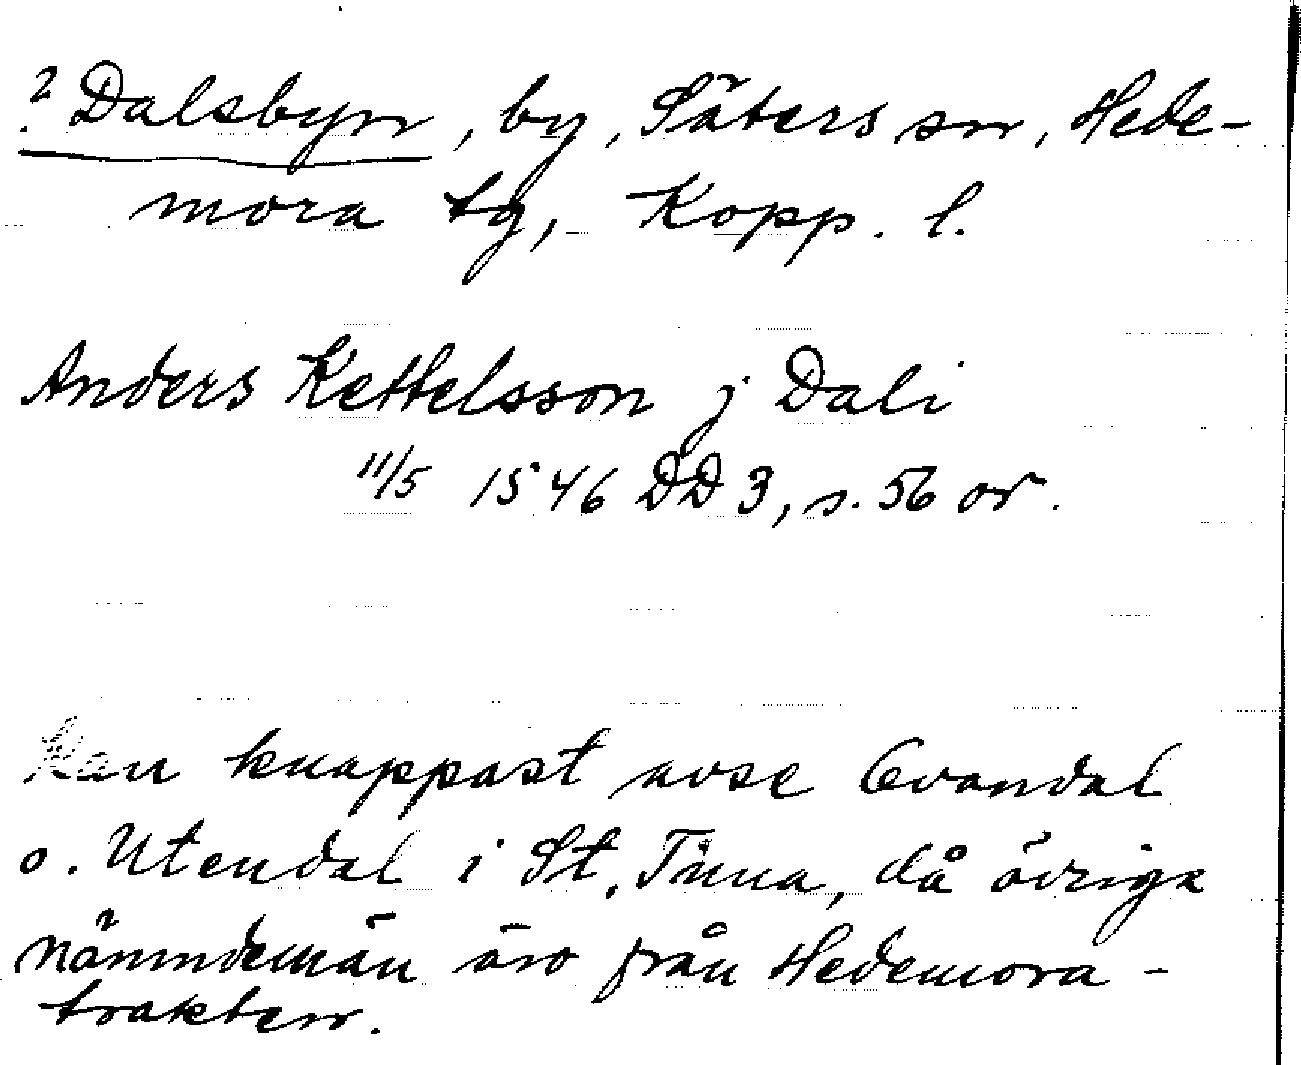 ? Dalsbyn, by, Säters sn, Hede-
mora tg, Kopp. l.
Anders Kettelsson j Dali
11/5 1546 DD 3, s. 56 or.
Kan knappast avse Ovandal
o. Utendal i St. Tuna, då övriga
nämndemän äro från Hedemora-
trakten.